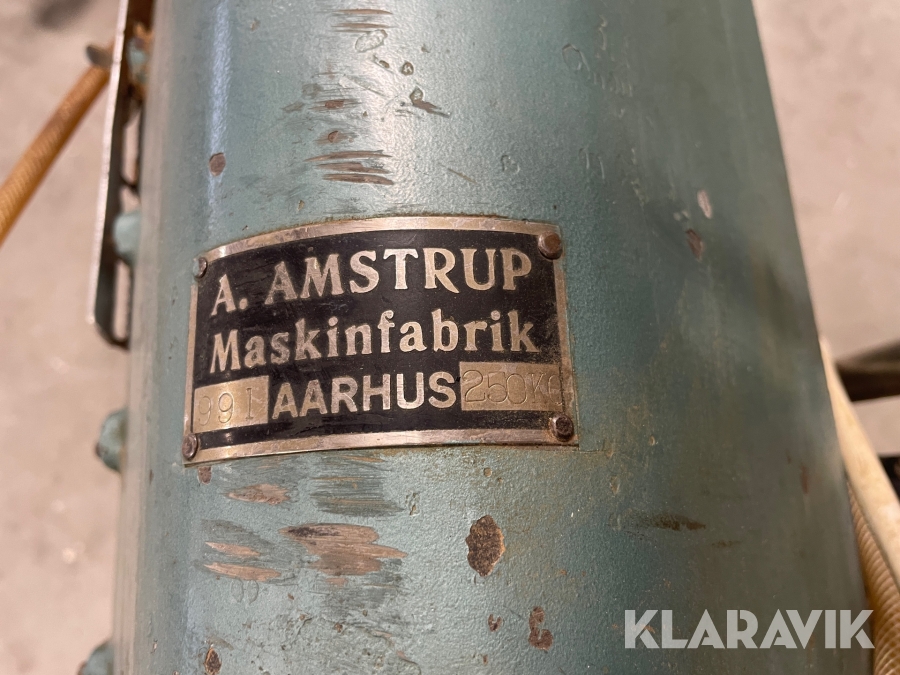 A. AMSTRUP
Maskinfabrik
991 AARHUS 250KG
KLARAVIK